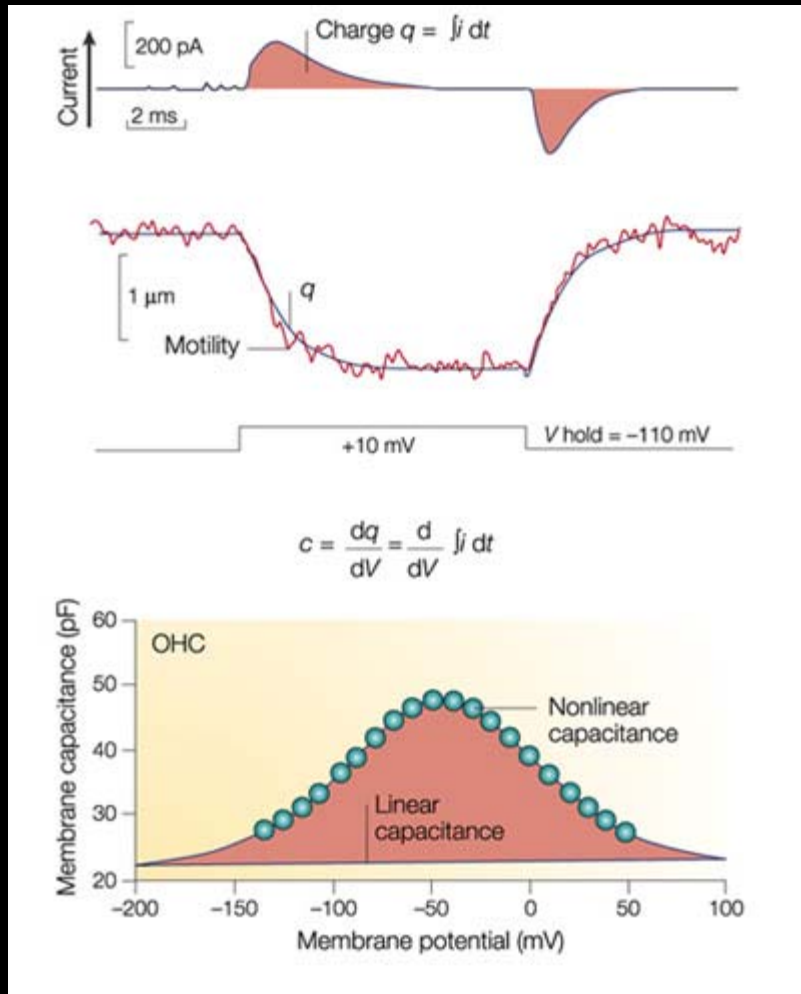 Charge q = ∫i dt
200 pA
Current
2 ms
1 μm
q
Motility
+10 mV
V hold = –110 mV
c = dq/dV = d/dV ∫i dt
Membrane capacitance (pF)
60
50
40
30
20
OHC
Nonlinear
capacitance
Linear
capacitance
–200 –150 –100 –50 0 50 100
Membrane potential (mV)